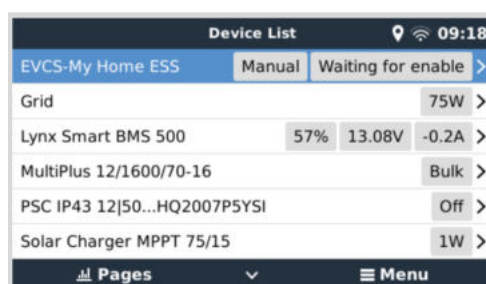 Device List 09:18
EVCS-My Home ESS Manual Waiting for enable >
Grid 75W >
Lynx Smart BMS 500 57% 13.08V -0.2A >
MultiPlus 12/1600/70-16 Bulk >
PSC IP43 12|50...HQ2007P5YSI Off >
Solar Charger MPPT 75/15 1W >
Pages Menu